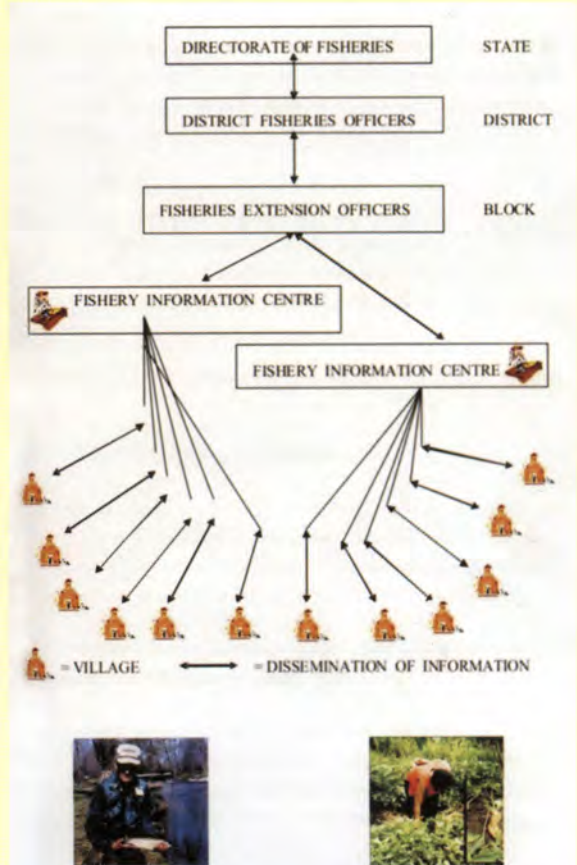 DIRECTORATE OF FISHERIES STATE
DISTRICT FISHERIES OFFICERS DISTRICT
FISHERIES EXTENSION OFFICERS BLOCK
FISHERY INFORMATION CENTRE
FISHERY INFORMATION CENTRE
= VILLAGE = DISSEMINATION OF INFORMATION